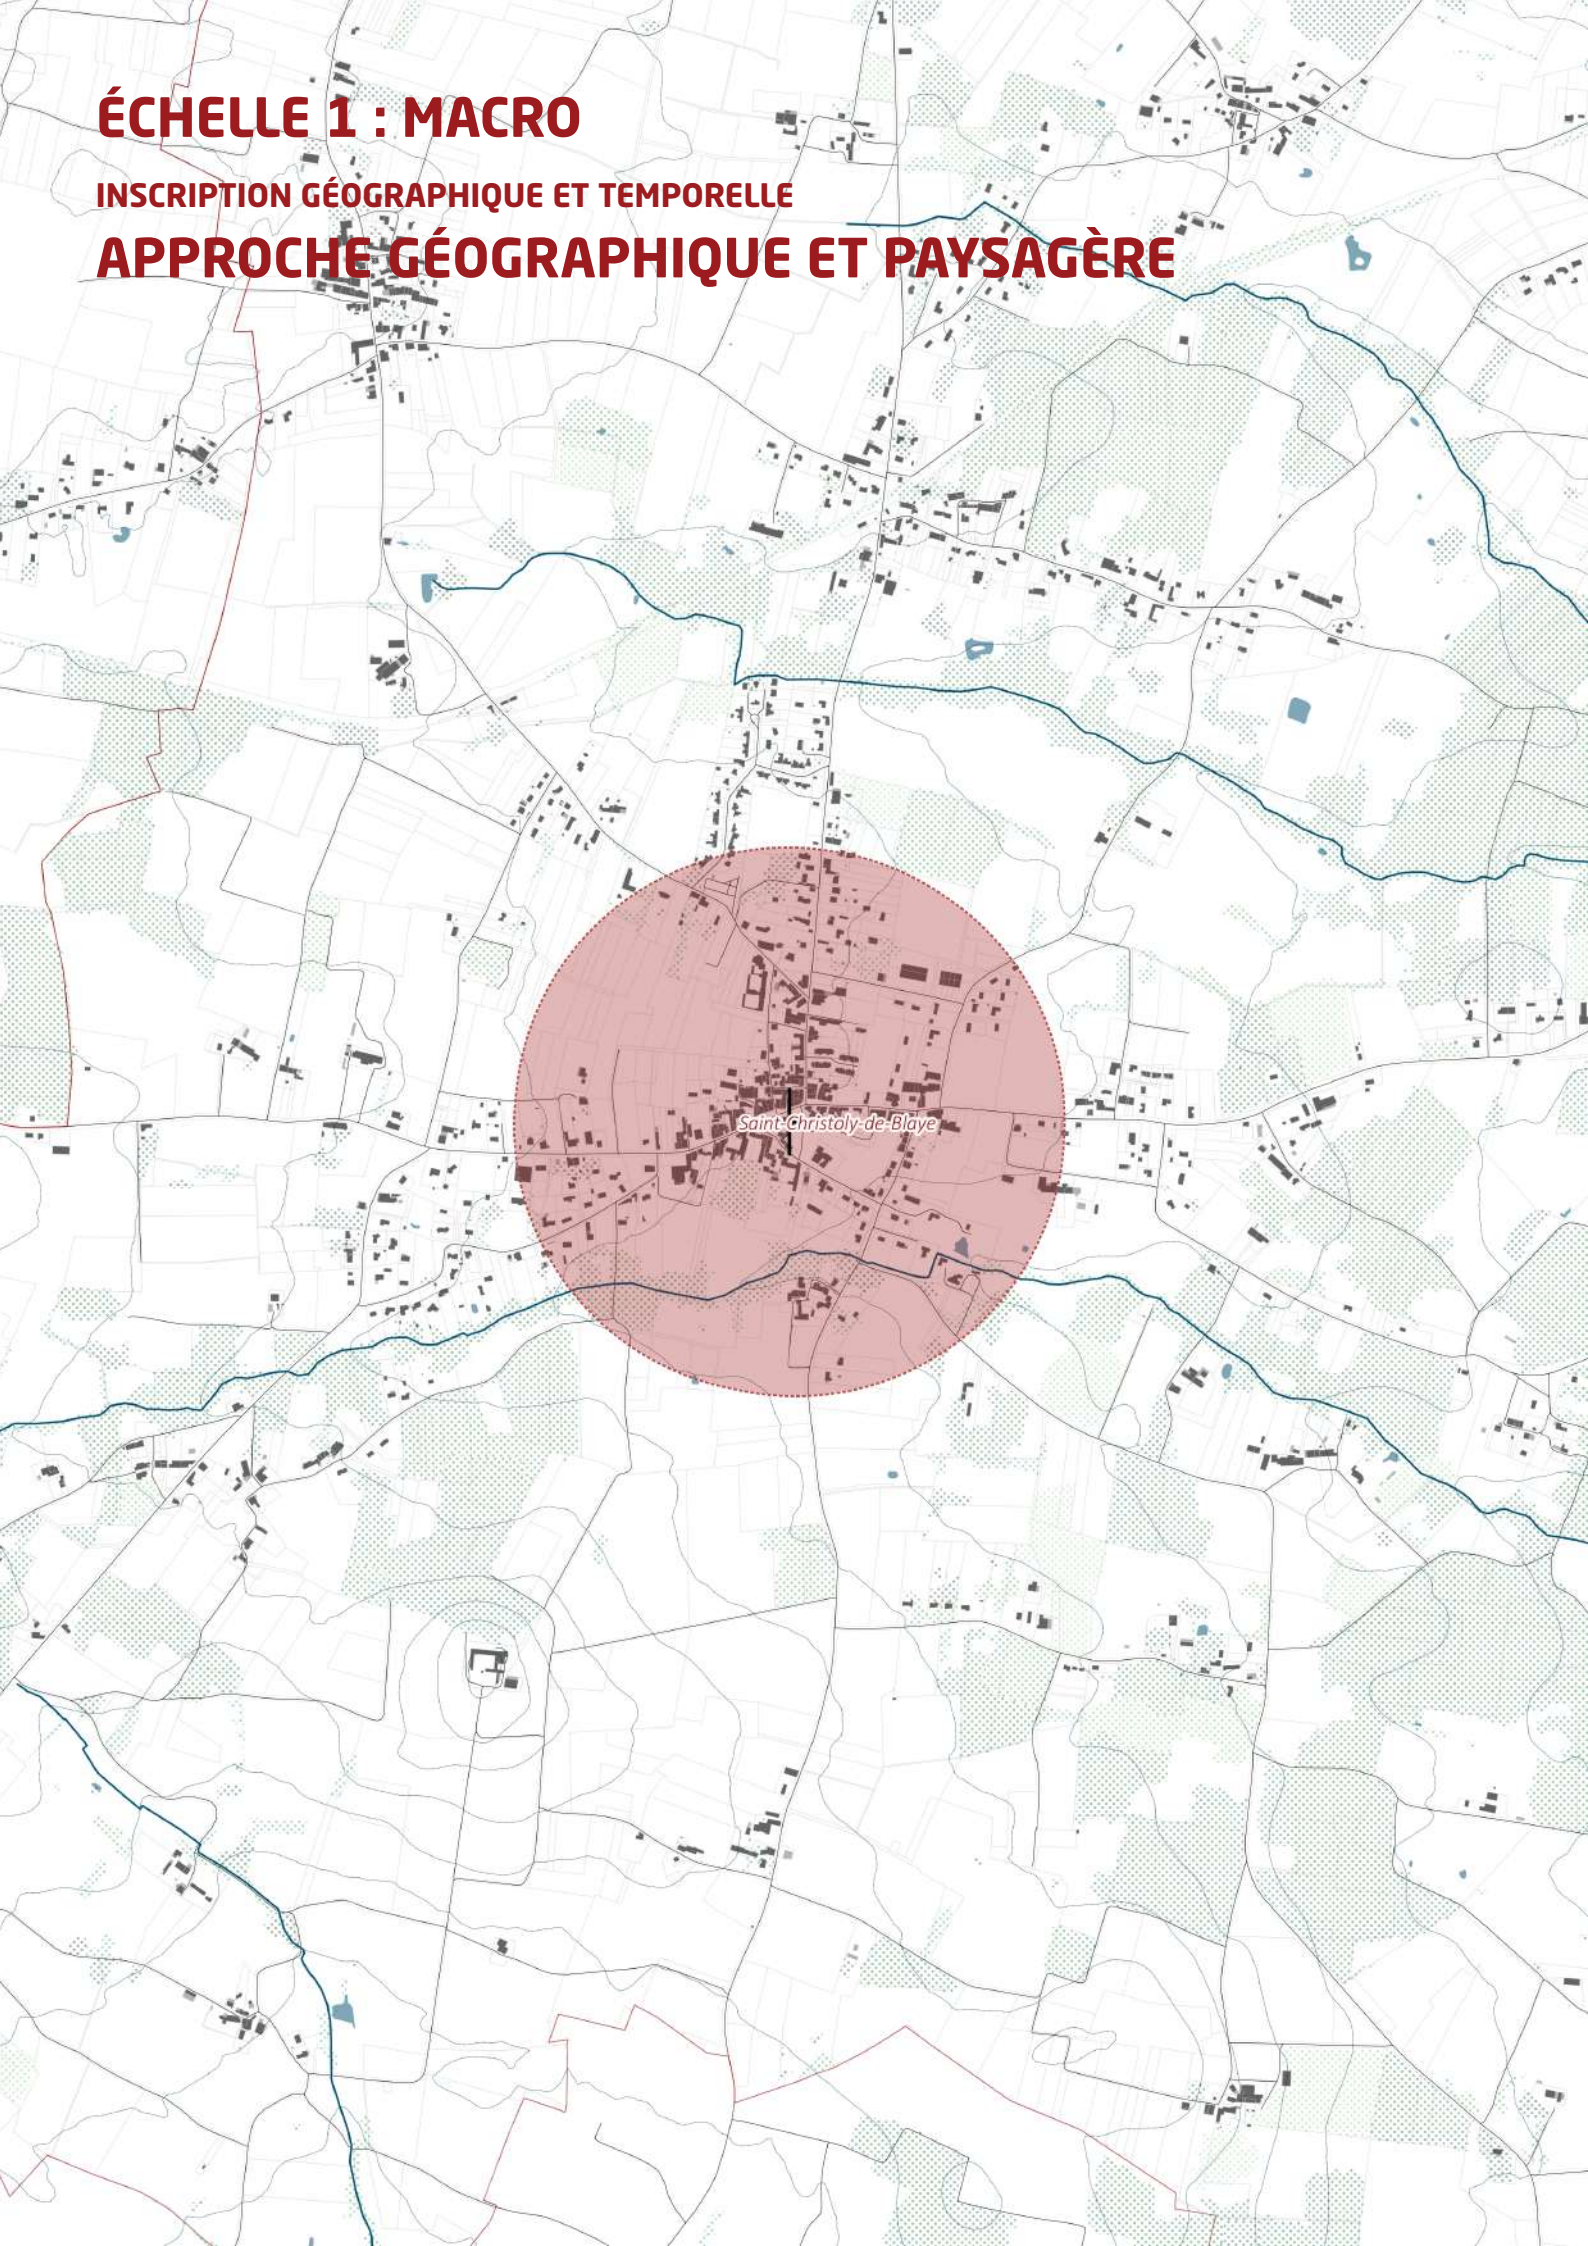 ÉCHELLE 1 : MACRO
INSCRIPTION GÉOGRAPHIQUE ET TEMPORELLE
APPROCHE GÉOGRAPHIQUE ET PAYSAGÈRE
Saint-Christoly-de-Blaye